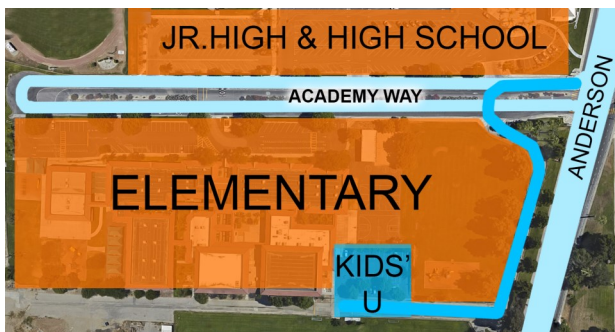 JR.HIGH & HIGH SCHOOL
ACADEMY WAY
ANDERSON
ELEMENTARY
KIDS'
U